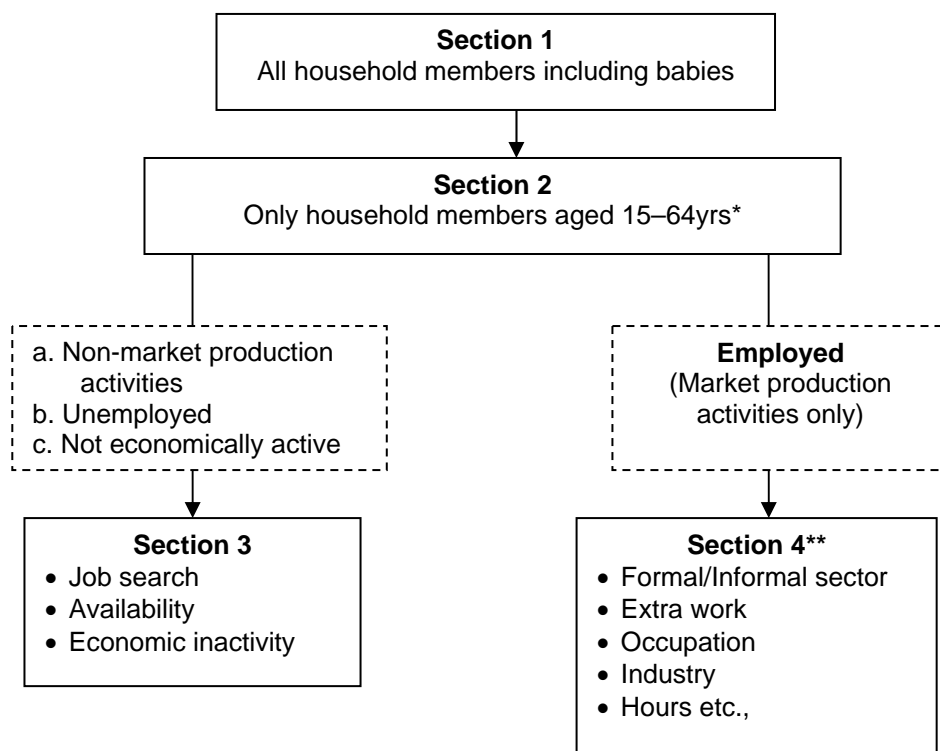 Section 1
All household members including babies
Section 2
Only household members aged 15–64yrs*
a. Non-market production
activities
b. Unemployed
c. Not economically active
Employed
(Market production
activities only)
Section 3
• Job search
• Availability
• Economic inactivity
Section 4**
• Formal/Informal sector
• Extra work
• Occupation
• Industry
• Hours etc.,